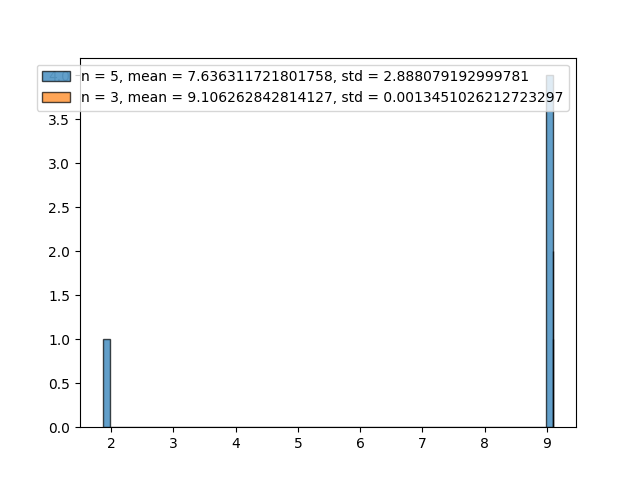 n = 5, mean = 7.636311721801758, std = 2.888079192999781
n = 3, mean = 9.106262842814127, std = 0.0013451026212723297
3.5
3.0
2.5
2.0
1.5
1.0
0.5
0.0
2 3 4 5 6 7 8 9